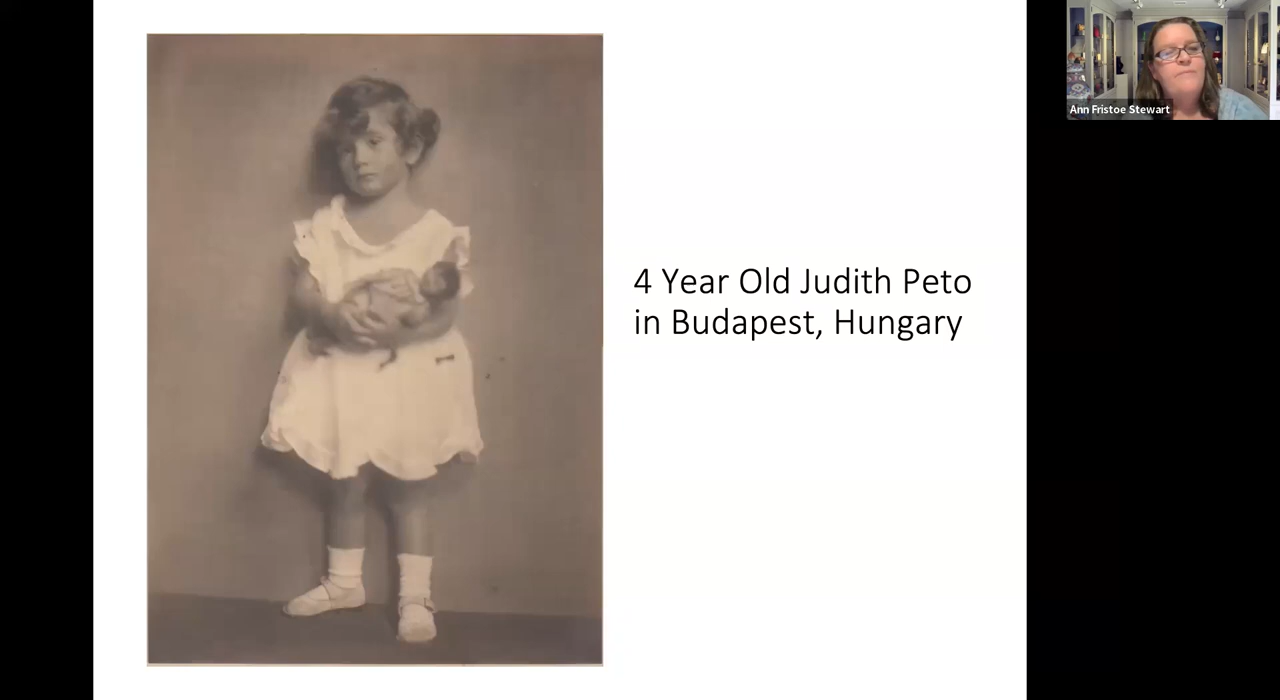 Ann Fristoe Stewart
4 Year Old Judith Peto
in Budapest, Hungary